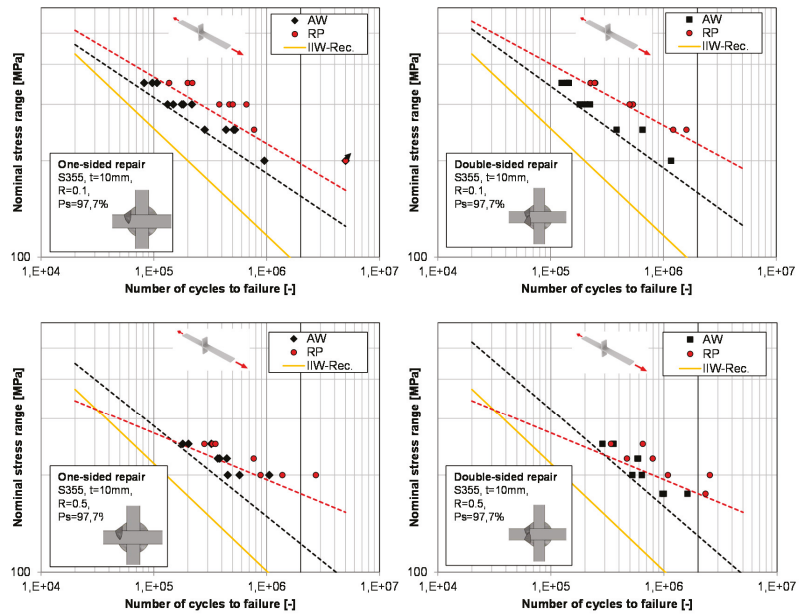 AW
RP
IIW-Rec.
Nominal stress range [MPa]
One-sided repair
S355, t=10mm,
R=0.1,
Ps=97,7%
100
1,E+04
1,E+05
1,E+06
1,E+07
Number of cycles to failure [-]
AW
RP
IIW-Rec.
Nominal stress range [MPa]
Double-sided repair
S355, t=10mm,
R=0.1,
Ps=97,7%
100
1,E+04
1,E+05
1,E+06
1,E+07
Number of cycles to failure [-]
AW
RP
IIW-Rec.
Nominal stress range [MPa]
One-sided repair
S355, t=10mm,
R=0.5,
Ps=97,7%
100
1,E+04
1,E+05
1,E+06
1,E+07
Number of cycles to failure [-]
AW
RP
IIW-Rec.
Nominal stress range [MPa]
Double-sided repair
S355, t=10mm,
R=0.5,
Ps=97,7%
100
1,E+04
1,E+05
1,E+06
1,E+07
Number of cycles to failure [-]